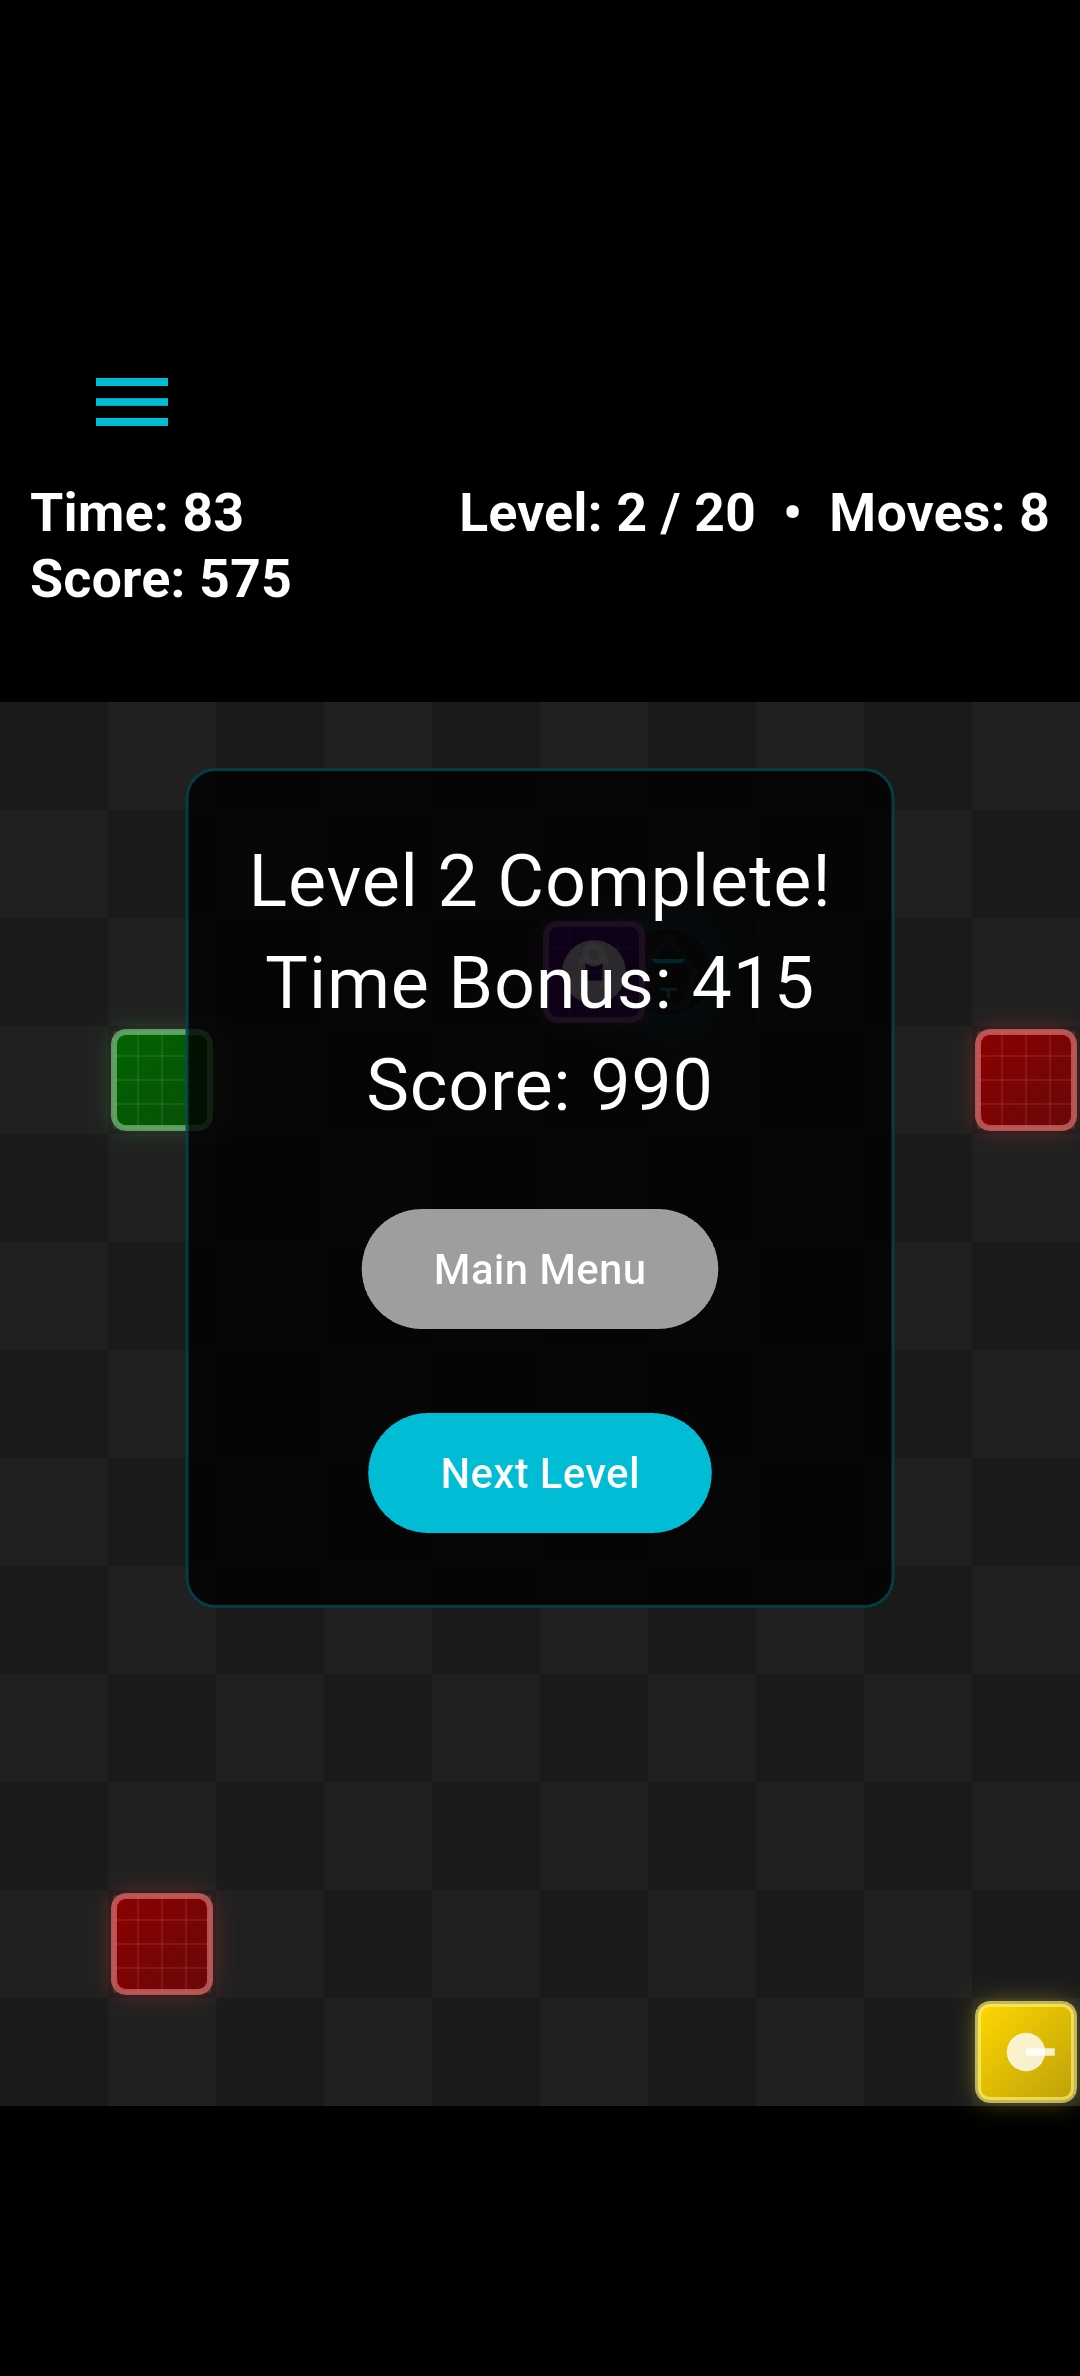 Time: 83
Level: 2 / 20 • Moves: 8
Score: 575
Level 2 Complete!
Time Bonus: 415
Score: 990
Main Menu
Next Level